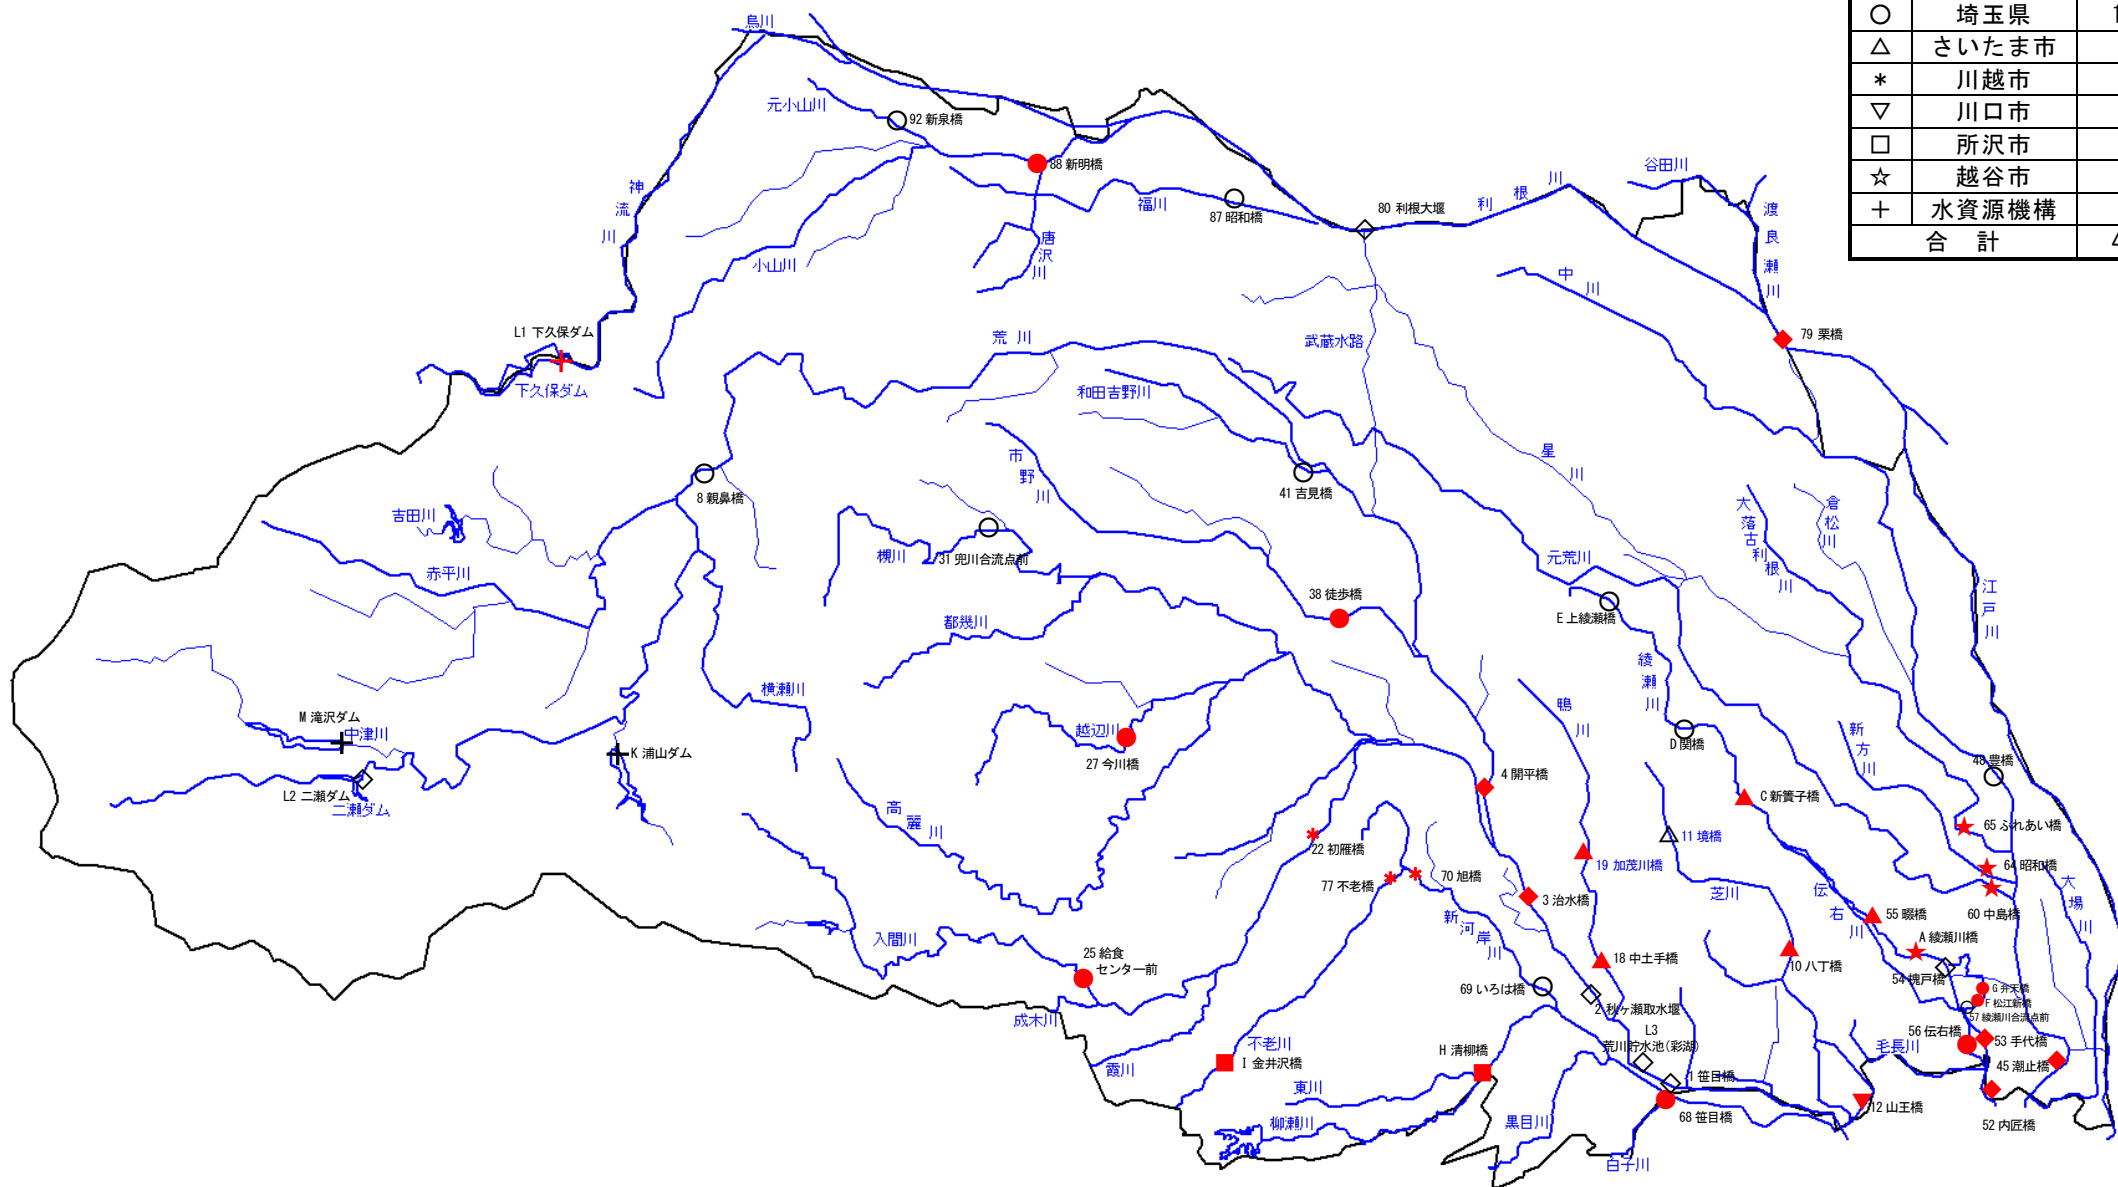 ○ 埼玉県 1
△ さいたま市
* 川越市
▽ 川口市
□ 所沢市
☆ 越谷市
+ 水資源機構
合 計
烏川
元小山川
92 新泉橋
88 新明橋
神流川
福川
87 昭和橋
80 利根大堰
利根川
谷田川
渡良瀬川
唐沢川
小山川
中川
79 栗橋
L1 下久保ダム
下久保ダム
荒川
武蔵水路
和田吉野川
市野川
星川
8 親鼻橋
41 吉見橋
吉田川
大落古利根川
倉松川
赤平川
槻川
31 兜川合流点前
元荒川
江戸川
38 徒歩橋
E 上綾瀬橋
都幾川
綾瀬川
横瀬川
鴨川
M 滝沢ダム
中津川
K 浦山ダム
越辺川
27 今川橋
D 関橋
新方川
48 豊橋
L2 二瀬ダム
二瀬ダム
4 開平橋
C 新簀子橋
高麗川
65 ふれあい橋
22 初雁橋
11 境橋
19 加茂川橋
64 昭和橋
77 不老橋
70 旭橋
3 治水橋
芝川
伝右川
大場川
60 中島橋
55 畷橋
新河岸川
A 綾瀬川橋
入間川
25 給食
センター前
18 中土手橋
10 八丁橋
54 槐戸橋
69 いろは橋
G 弁天橋
F 松江新橋
2 秋ヶ瀬取水堰
57 綾瀬川合流点前
成木川
L3
荒川貯水池(彩湖)
56 伝右橋
53 手代橋
不老川
H 清柳橋
毛長川
霞川
I 金井沢橋
45 潮止橋
東川
1 笹目橋
12 山王橋
柳瀬川
黒目川
68 笹目橋
52 内匠橋
白子川